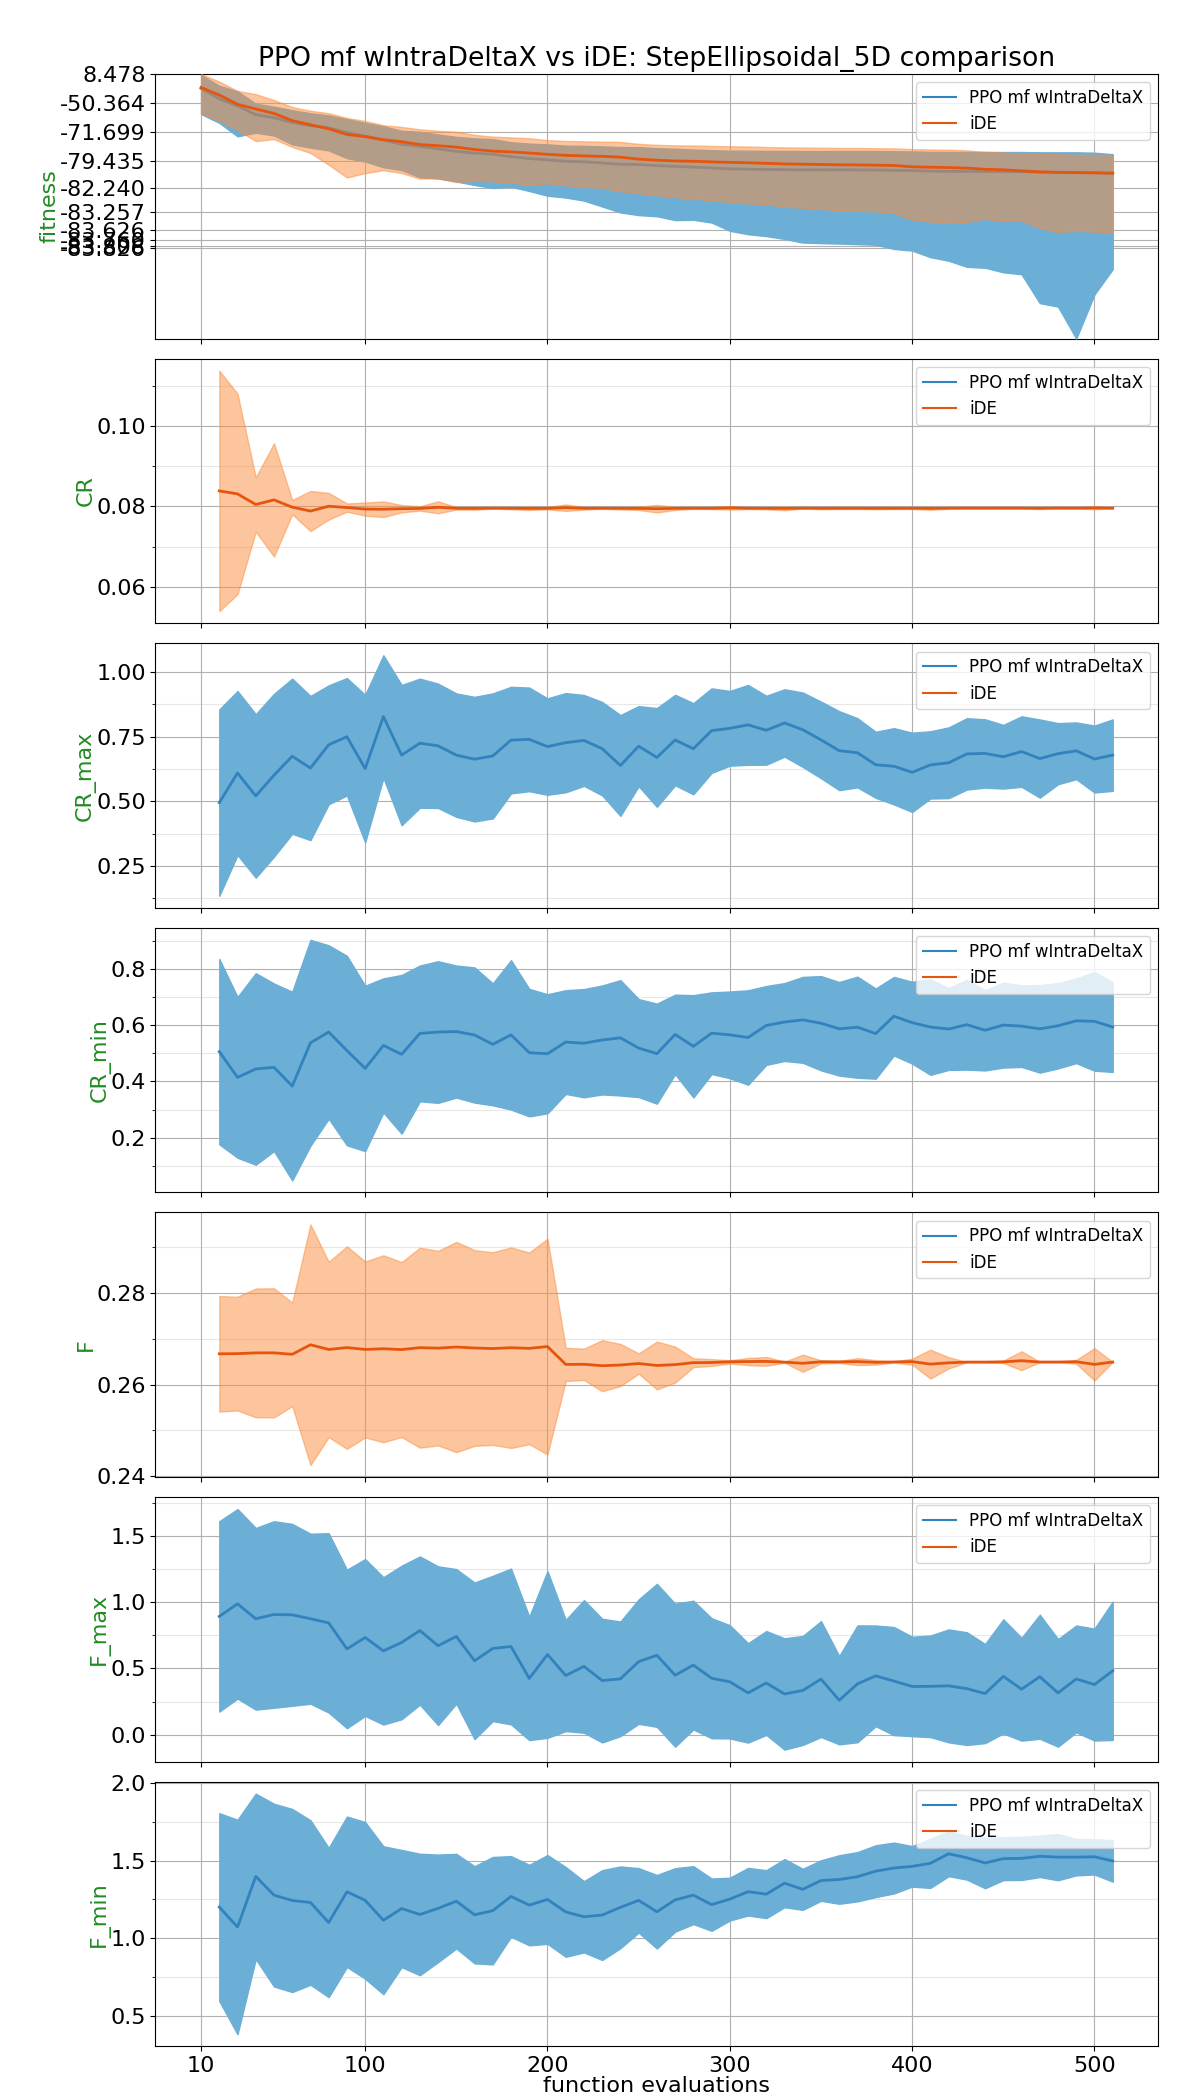 PPO mf wIntraDeltaX vs iDE: StepEllipsoidal_5D comparison
8.478
-50.364
-71.699
-79.435
-82.240
-83.257
-83.626
fitness
PPO mf wIntraDeltaX
iDE
0.10
0.08
0.06
CR
PPO mf wIntraDeltaX
iDE
1.00
0.75
0.50
0.25
CR_max
PPO mf wIntraDeltaX
iDE
0.8
0.6
0.4
0.2
CR_min
PPO mf wIntraDeltaX
iDE
0.28
0.26
0.24
F
PPO mf wIntraDeltaX
iDE
1.5
1.0
0.5
0.0
F_max
PPO mf wIntraDeltaX
iDE
2.0
1.5
1.0
0.5
F_min
PPO mf wIntraDeltaX
iDE
10 100 200 300 400 500
function evaluations